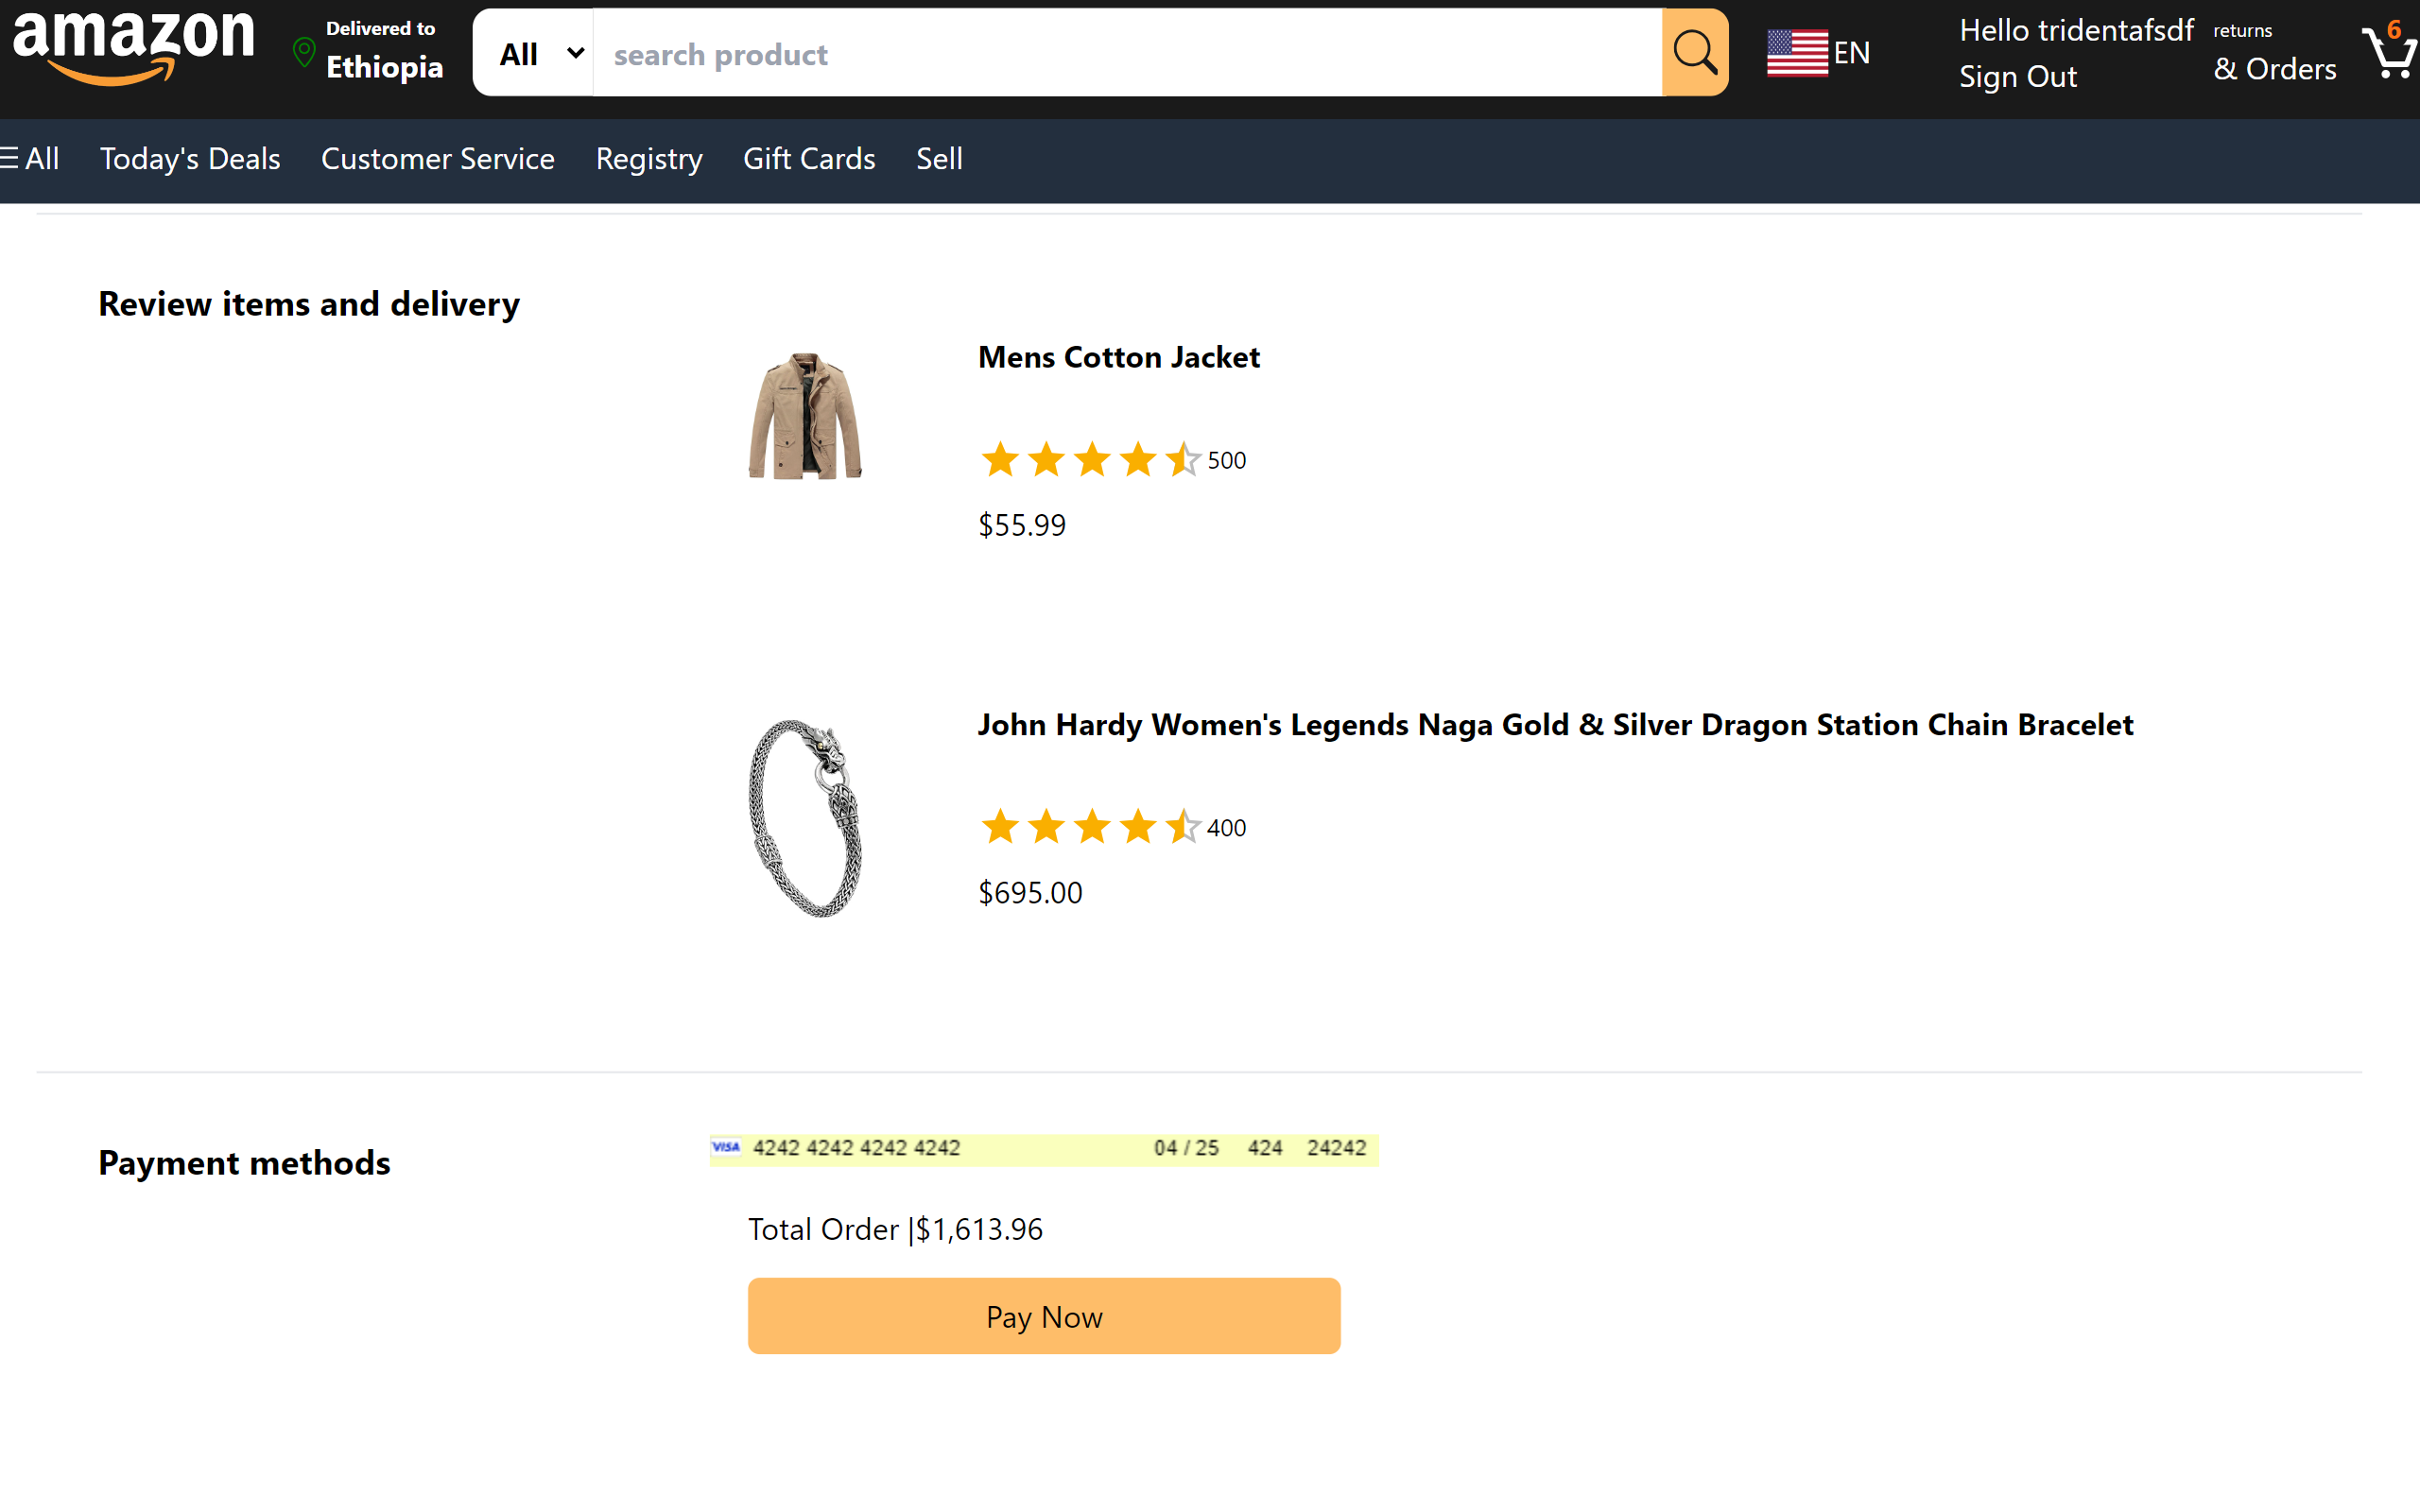 amazon
Delivered to
Ethiopia
All
search product
EN
Hello tridentafsdf
Sign Out
returns
& Orders
6
All
Today's Deals
Customer Service
Registry
Gift Cards
Sell
Review items and delivery
Mens Cotton Jacket
500
$55.99
John Hardy Women's Legends Naga Gold & Silver Dragon Station Chain Bracelet
400
$695.00
Payment methods
VISA 4242 4242 4242 4242 04 / 25 424 24242
Total Order |$1,613.96
Pay Now